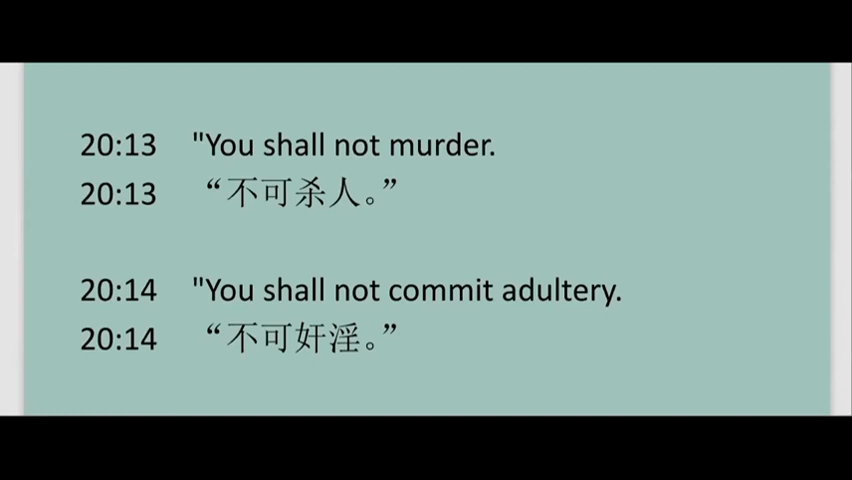 20:13 "You shall not murder.
20:13 “不可杀人。”
20:14 "You shall not commit adultery.
20:14 “不可奸淫。”